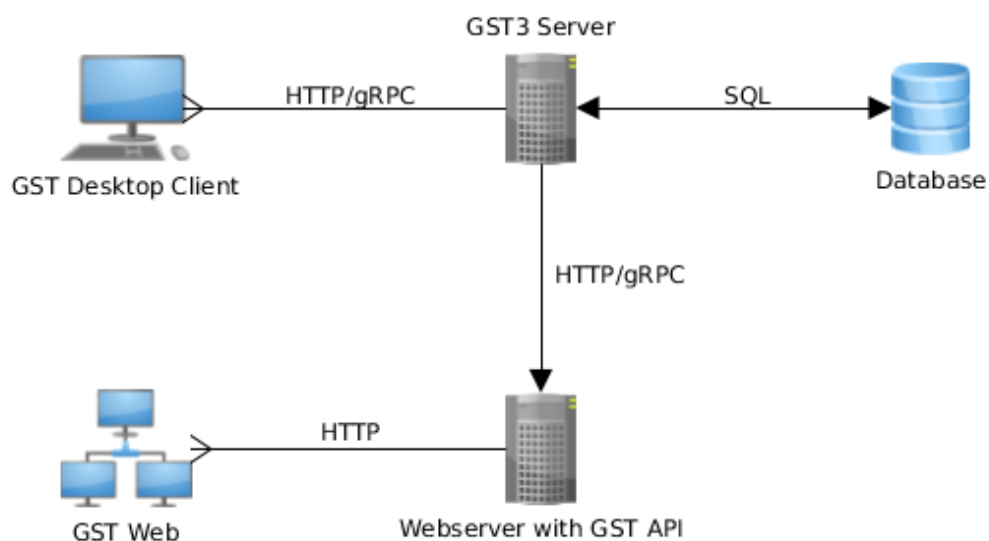 GST3 Server
HTTP/gRPC
SQL
GST Desktop Client
Database
HTTP/gRPC
HTTP
GST Web
Webserver with GST API